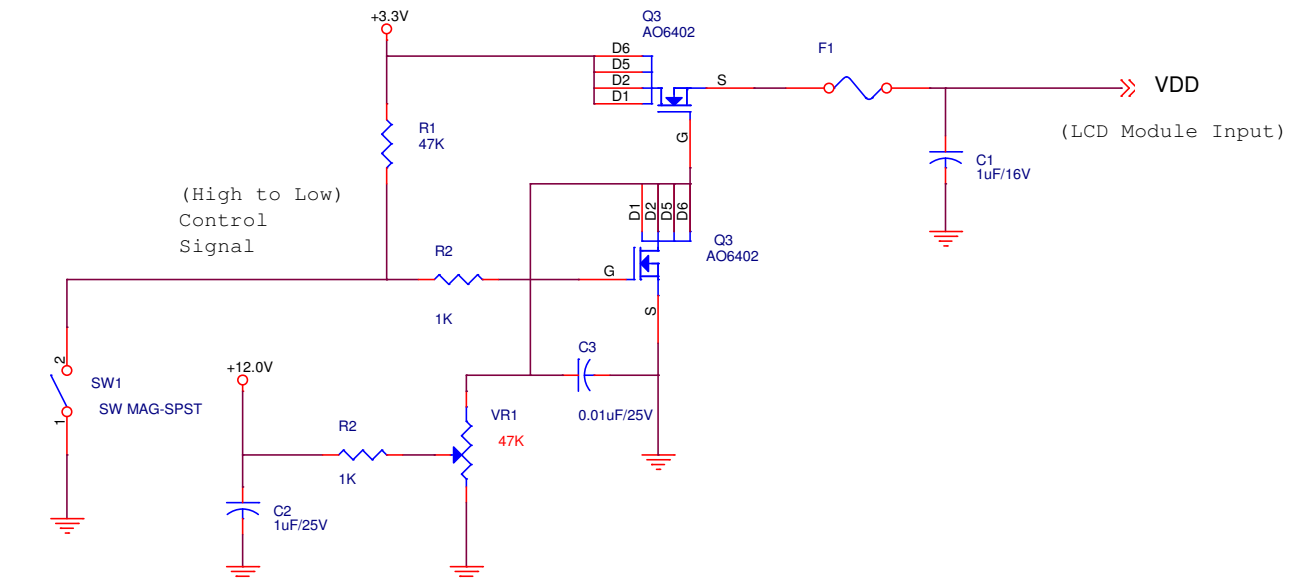 +3.3V
Q3
AO6402
D6
D5
D2
D1
S
G
F1
VDD
(LCD Module Input)
R1
47K
C1
1uF/16V
(High to Low)
Control
Signal
D1
D2
D5
D6
Q3
AO6402
R2
1K
G
S
2
SW1
SW MAG-SPST
1
+12.0V
C3
0.01uF/25V
R2
1K
VR1
47K
C2
1uF/25V